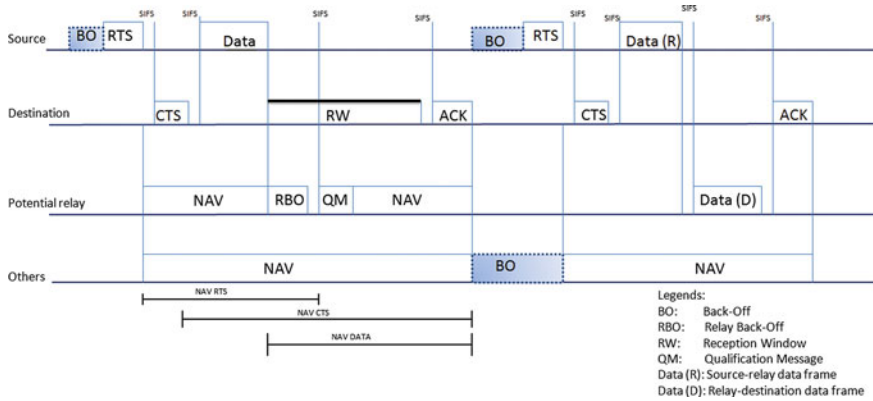 SIFS SIFS SIFS SIFS SIFS SIFS SIFS SIFS
Source BO RTS Data BO RTS Data (R)
Destination CTS RW ACK CTS ACK
Potential relay NAV RBO QM NAV Data (D)
Others NAV BO NAV
NAV RTS
NAV CTS
NAV DATA
Legends:
BO: Back-Off
RBO: Relay Back-Off
RW: Reception Window
QM: Qualification Message
Data (R): Source-relay data frame
Data (D): Relay-destination data frame